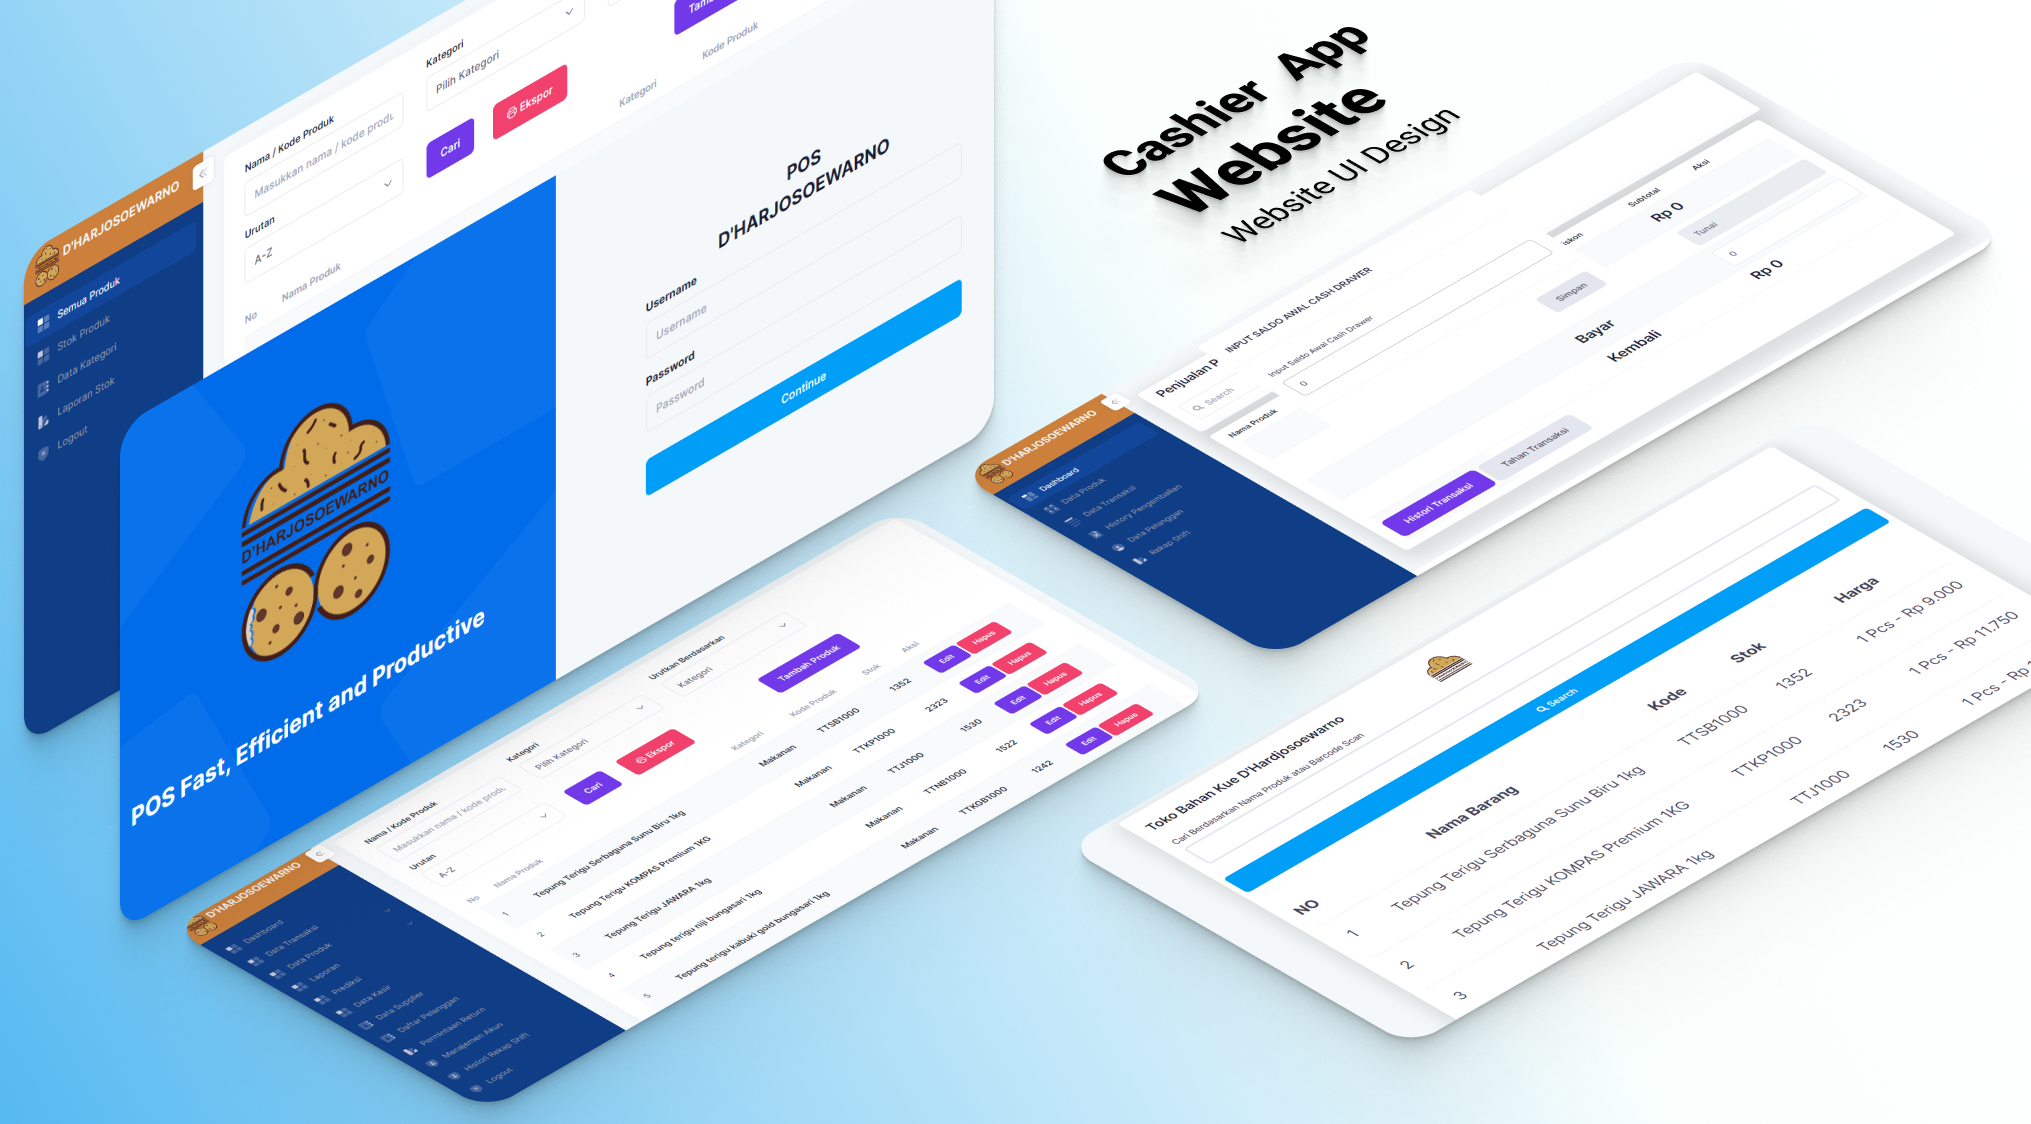 Cashier App
Website
Website UI Design
D'HARJOSOEWARNO
Semua Produk
Stok Produk
Data Kategori
Laporan Stok
Logout
Nama / Kode Produk
Masukkan nama / kode produ
Kategori
Pilih Kategori
Urutan
A-Z
Cari
Ekspor
No
Nama Produk
Kategori
Kode Produk
D'HARJOSOEWARNO
POS Fast, Efficient and Productive
POS
D'HARJOSOEWARNO
Username
Username
Password
Password
Continue
D'HARJOSOEWARNO
Dashboard
Data Produk
Data Transaksi
History Pengembalian
Data Pelanggan
Rekap Shift
Penjualan P
Search
Nama Produk
INPUT SALDO AWAL CASH DRAWER
Input Saldo Awal Cash Drawer
0
Simpan
iskon
Subtotal
Aksi
Rp 0
Tunai
0
Bayar
Kembali
Rp 0
Histori Transaksi
Tahan Transaksi
D'HARJOSOEWARNO
Dashboard
Data Transaksi
Data Produk
Laporan
Prediksi
Data Kasir
Data Supplier
Daftar Pelanggan
Permintaan Return
Manajemen Akun
Histori Rekap Shift
Logout
Nama / Kode Produk
Masukkan nama / kode produ
Kategori
Pilih Kategori
Urutkan Berdasarkan
Kategori
Urutan
A-Z
Cari
Ekspor
Tambah Produk
No Nama Produk Kategori Kode Produk Stok Aksi
1 Tepung Terigu Serbaguna Sunu Biru 1kg Makanan TTSB1000 1352 Edit Hapus
2 Tepung Terigu KOMPAS Premium 1KG Makanan TTKP1000 2323 Edit Hapus
3 Tepung Terigu JAWARA 1kg Makanan TTJ1000 1530 Edit Hapus
4 Tepung terigu niji bungasari 1kg Makanan TTNB1000 1522 Edit Hapus
5 Tepung terigu kabuki gold bungasari 1kg Makanan TTKGB1000 1242 Edit Hapus
Toko Bahan Kue D'Hardjosoewarno
Cari Berdasarkan Nama Produk atau Barcode Scan
Search
NO Nama Barang Kode Stok Harga
1 Tepung Terigu Serbaguna Sunu Biru 1kg TTSB1000 1352 1 Pcs - Rp 9.000
2 Tepung Terigu KOMPAS Premium 1KG TTKP1000 2323 1 Pcs - Rp 11.750
3 Tepung Terigu JAWARA 1kg TTJ1000 1530 1 Pcs - Rp